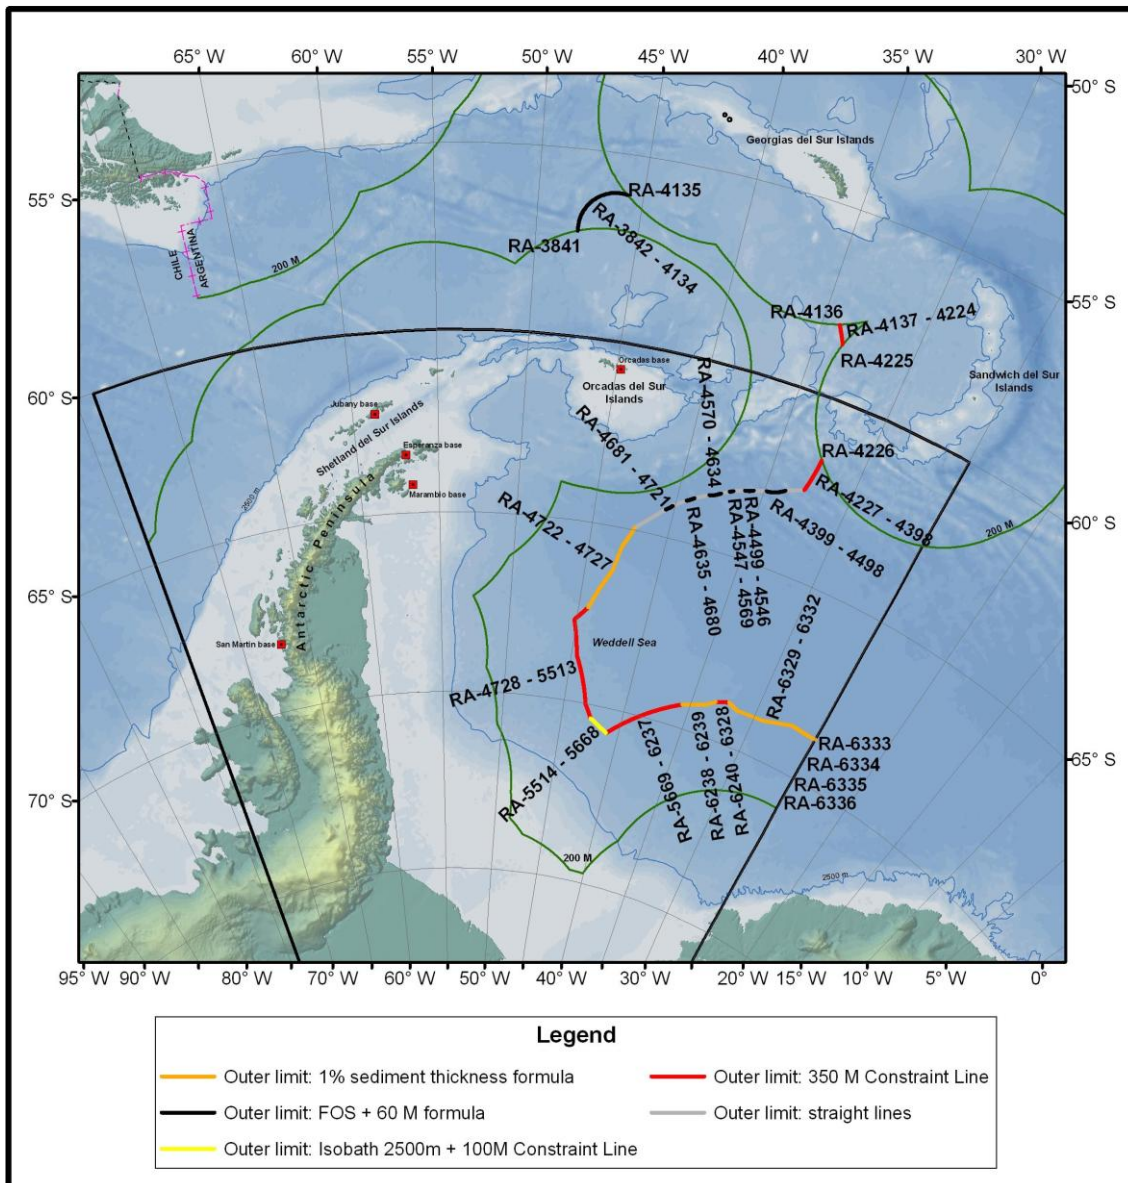 65° W 60° W 55° W 50° W 45° W 40° W 35° W 30° W
50° S
Georgias del Sur Islands
55° S
RA-4135
RA-3842 - 4134
RA-3841
CHILE
ARGENTINA
200 M
55° S
RA-4136
RA-4137 - 4224
RA-4225
Sandwich del Sur
Islands
60° S
Orcadas base
Orcadas del Sur
Islands
Jubany base
Shetland del Sur Islands
Esperanza base
Marambio base
2500 m
RA-4570 - 4634
RA-4681 - 4721
RA-4226
RA-4227 - 4398
200 M
60° S
RA-4722 - 4727
RA-4635 - 4680
RA-4547 - 4569
RA-4499 - 4546
RA-4399 - 4498
65° S
Antarctic Peninsula
San Martin base
Weddell Sea
RA-6329 - 6332
RA-4728 - 5513
RA-5514 - 5668
RA-5669 - 6237
RA-6238 - 6239
RA-6240 - 6328
RA-6333
RA-6334
RA-6335
RA-6336
65° S
70° S
200 M
2500 m
95° W 90° W 80° W 70° W 60° W 50° W 40° W 30° W 20° W 15° W 10° W 5° W 0°
Legend
Outer limit: 1% sediment thickness formula
Outer limit: 350 M Constraint Line
Outer limit: FOS + 60 M formula
Outer limit: straight lines
Outer limit: Isobath 2500m + 100M Constraint Line